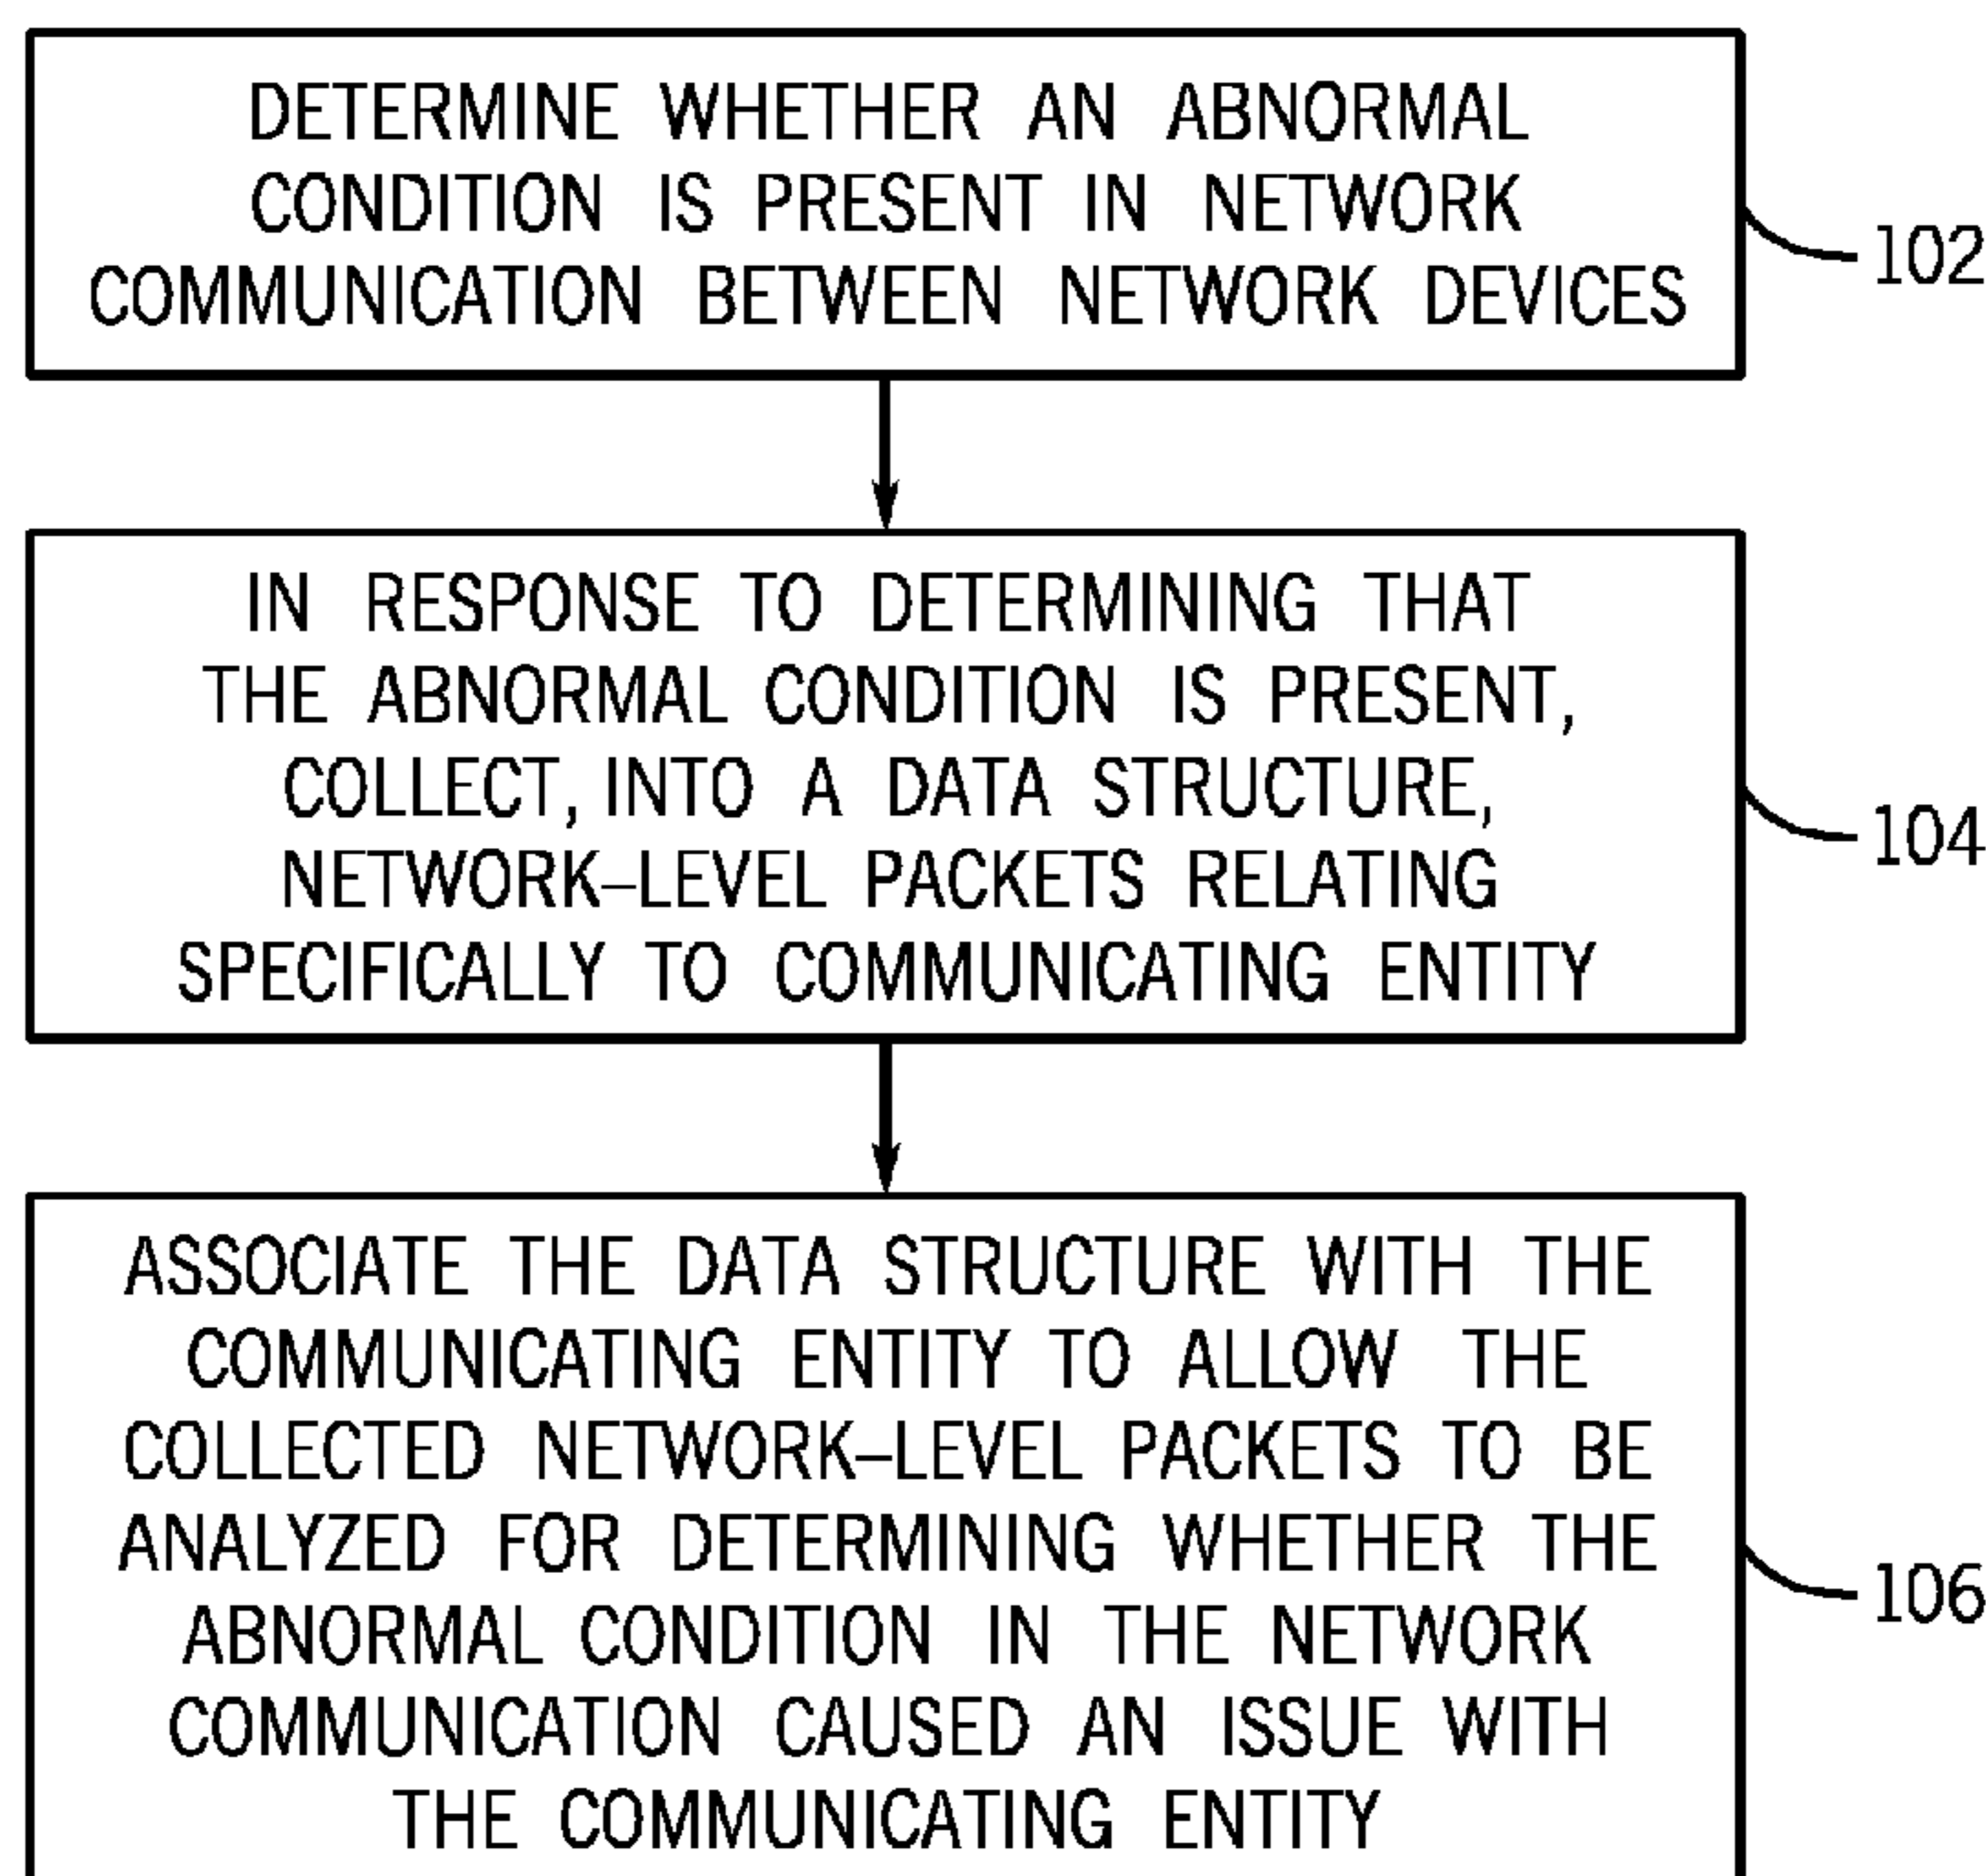 DETERMINE WHETHER AN ABNORMAL
CONDITION IS PRESENT IN NETWORK
COMMUNICATION BETWEEN NETWORK DEVICES
102
IN RESPONSE TO DETERMINING THAT
THE ABNORMAL CONDITION IS PRESENT,
COLLECT, INTO A DATA STRUCTURE,
NETWORK–LEVEL PACKETS RELATING
SPECIFICALLY TO COMMUNICATING ENTITY
104
ASSOCIATE THE DATA STRUCTURE WITH THE
COMMUNICATING ENTITY TO ALLOW THE
COLLECTED NETWORK–LEVEL PACKETS TO BE
ANALYZED FOR DETERMINING WHETHER THE
ABNORMAL CONDITION IN THE NETWORK
COMMUNICATION CAUSED AN ISSUE WITH
THE COMMUNICATING ENTITY
106